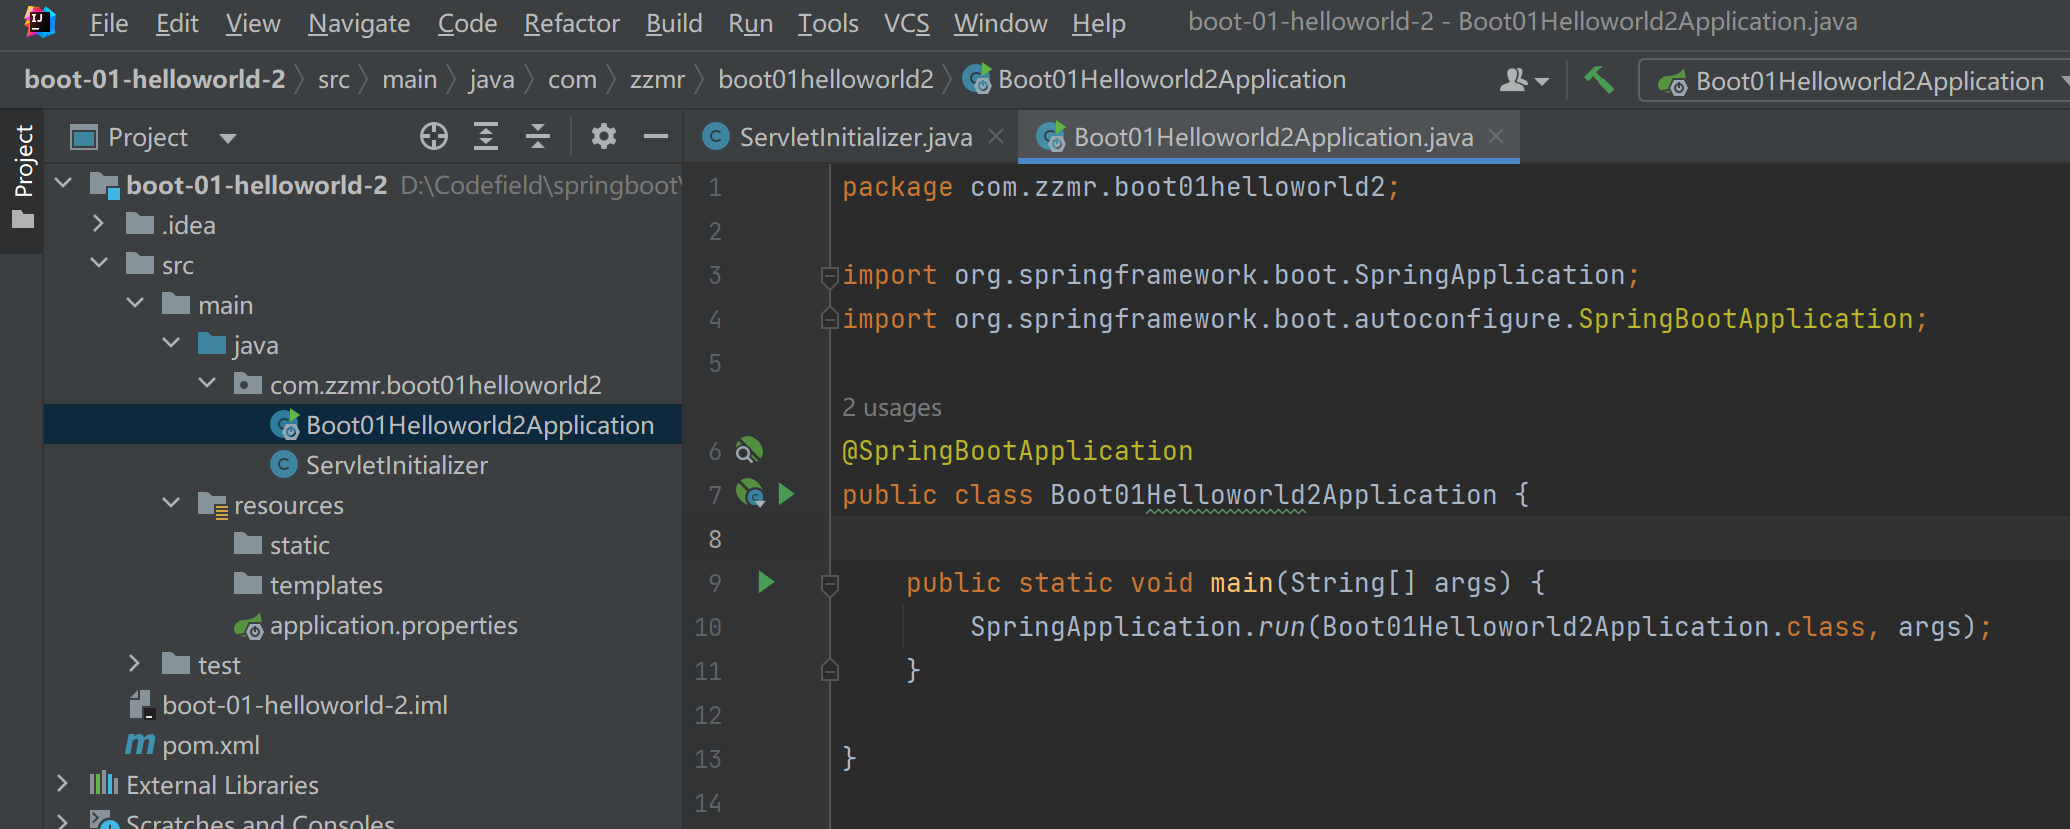 File Edit View Navigate Code Refactor Build Run Tools VCS Window Help boot-01-helloworld-2 - Boot01Helloworld2Application.java
boot-01-helloworld-2 src main java com zzmr boot01helloworld2 Boot01Helloworld2Application Boot01Helloworld2Application
Project
Project
ServletInitializer.java Boot01Helloworld2Application.java
boot-01-helloworld-2 D:\Codefield\springboot\
.idea
src
main
java
com.zzmr.boot01helloworld2
Boot01Helloworld2Application
ServletInitializer
resources
static
templates
application.properties
test
boot-01-helloworld-2.iml
pom.xml
External Libraries
Scratches and Consoles
1 package com.zzmr.boot01helloworld2;
2
3 import org.springframework.boot.SpringApplication;
4 import org.springframework.boot.autoconfigure.SpringBootApplication;
5
2 usages
6 @SpringBootApplication
7 public class Boot01Helloworld2Application {
8
9 public static void main(String[] args) {
10 SpringApplication.run(Boot01Helloworld2Application.class, args);
11 }
12
13 }
14